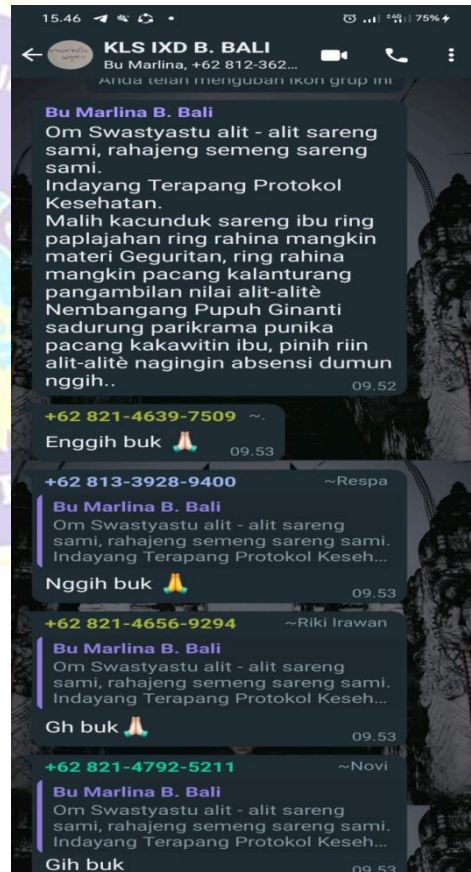 15.46
75%
KLS IXD B. BALI
Bu Marlina, +62 812-362...
Anda telah mengubah ikon grup ini
Bu Marlina B. Bali
Om Swastyastu alit - alit sareng
sami, rahajeng semeng sareng
sami.
Indayang Terapang Protokol
Kesehatan.
Malih kacunduk sareng ibu ring
paplajahan ring rahina mangkin
materi Geguritan, ring rahina
mangkin pacang kalanturang
pangambilan nilai alit-alitè
Nembangang Pupuh Ginanti
sadurung parikrama punika
pacang kakawitin ibu, pinih riin
alit-alitè nagingin absensi dumun
nggih..
09.52
+62 821-4639-7509 ~.
Enggih buk 🙏🏻
09.53
+62 813-3928-9400 ~Respa
Bu Marlina B. Bali
Om Swastyastu alit - alit sareng
sami, rahajeng semeng sareng sami.
Indayang Terapang Protokol Keseh...
Nggih buk 🙏
09.53
+62 821-4656-9294 ~Riki Irawan
Bu Marlina B. Bali
Om Swastyastu alit - alit sareng
sami, rahajeng semeng sareng sami.
Indayang Terapang Protokol Keseh...
Gh buk 🙏🏻
09.53
+62 821-4792-5211 ~Novi
Bu Marlina B. Bali
Om Swastyastu alit - alit sareng
sami, rahajeng semeng sareng sami.
Indayang Terapang Protokol Keseh...
Gih buk
09.53